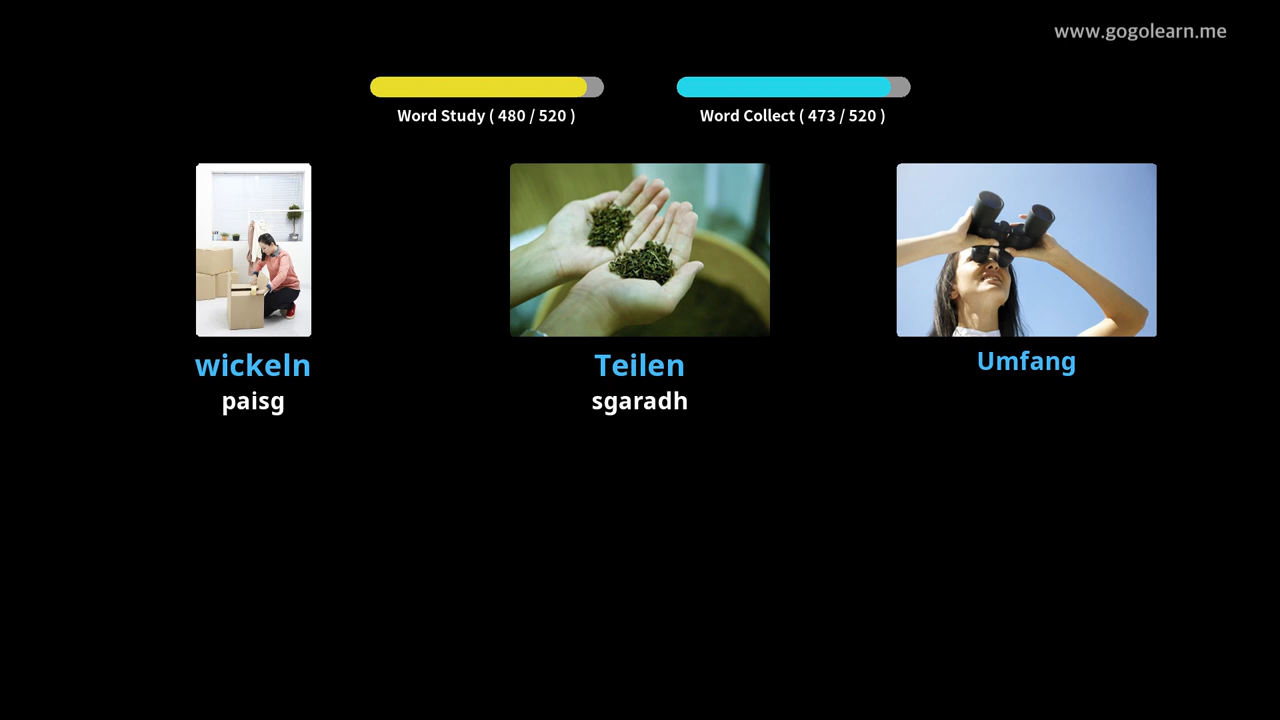 www.gogolearn.me
Word Study ( 480 / 520 )
Word Collect ( 473 / 520 )
wickeln
paisg
Teilen
sgaradh
Umfang